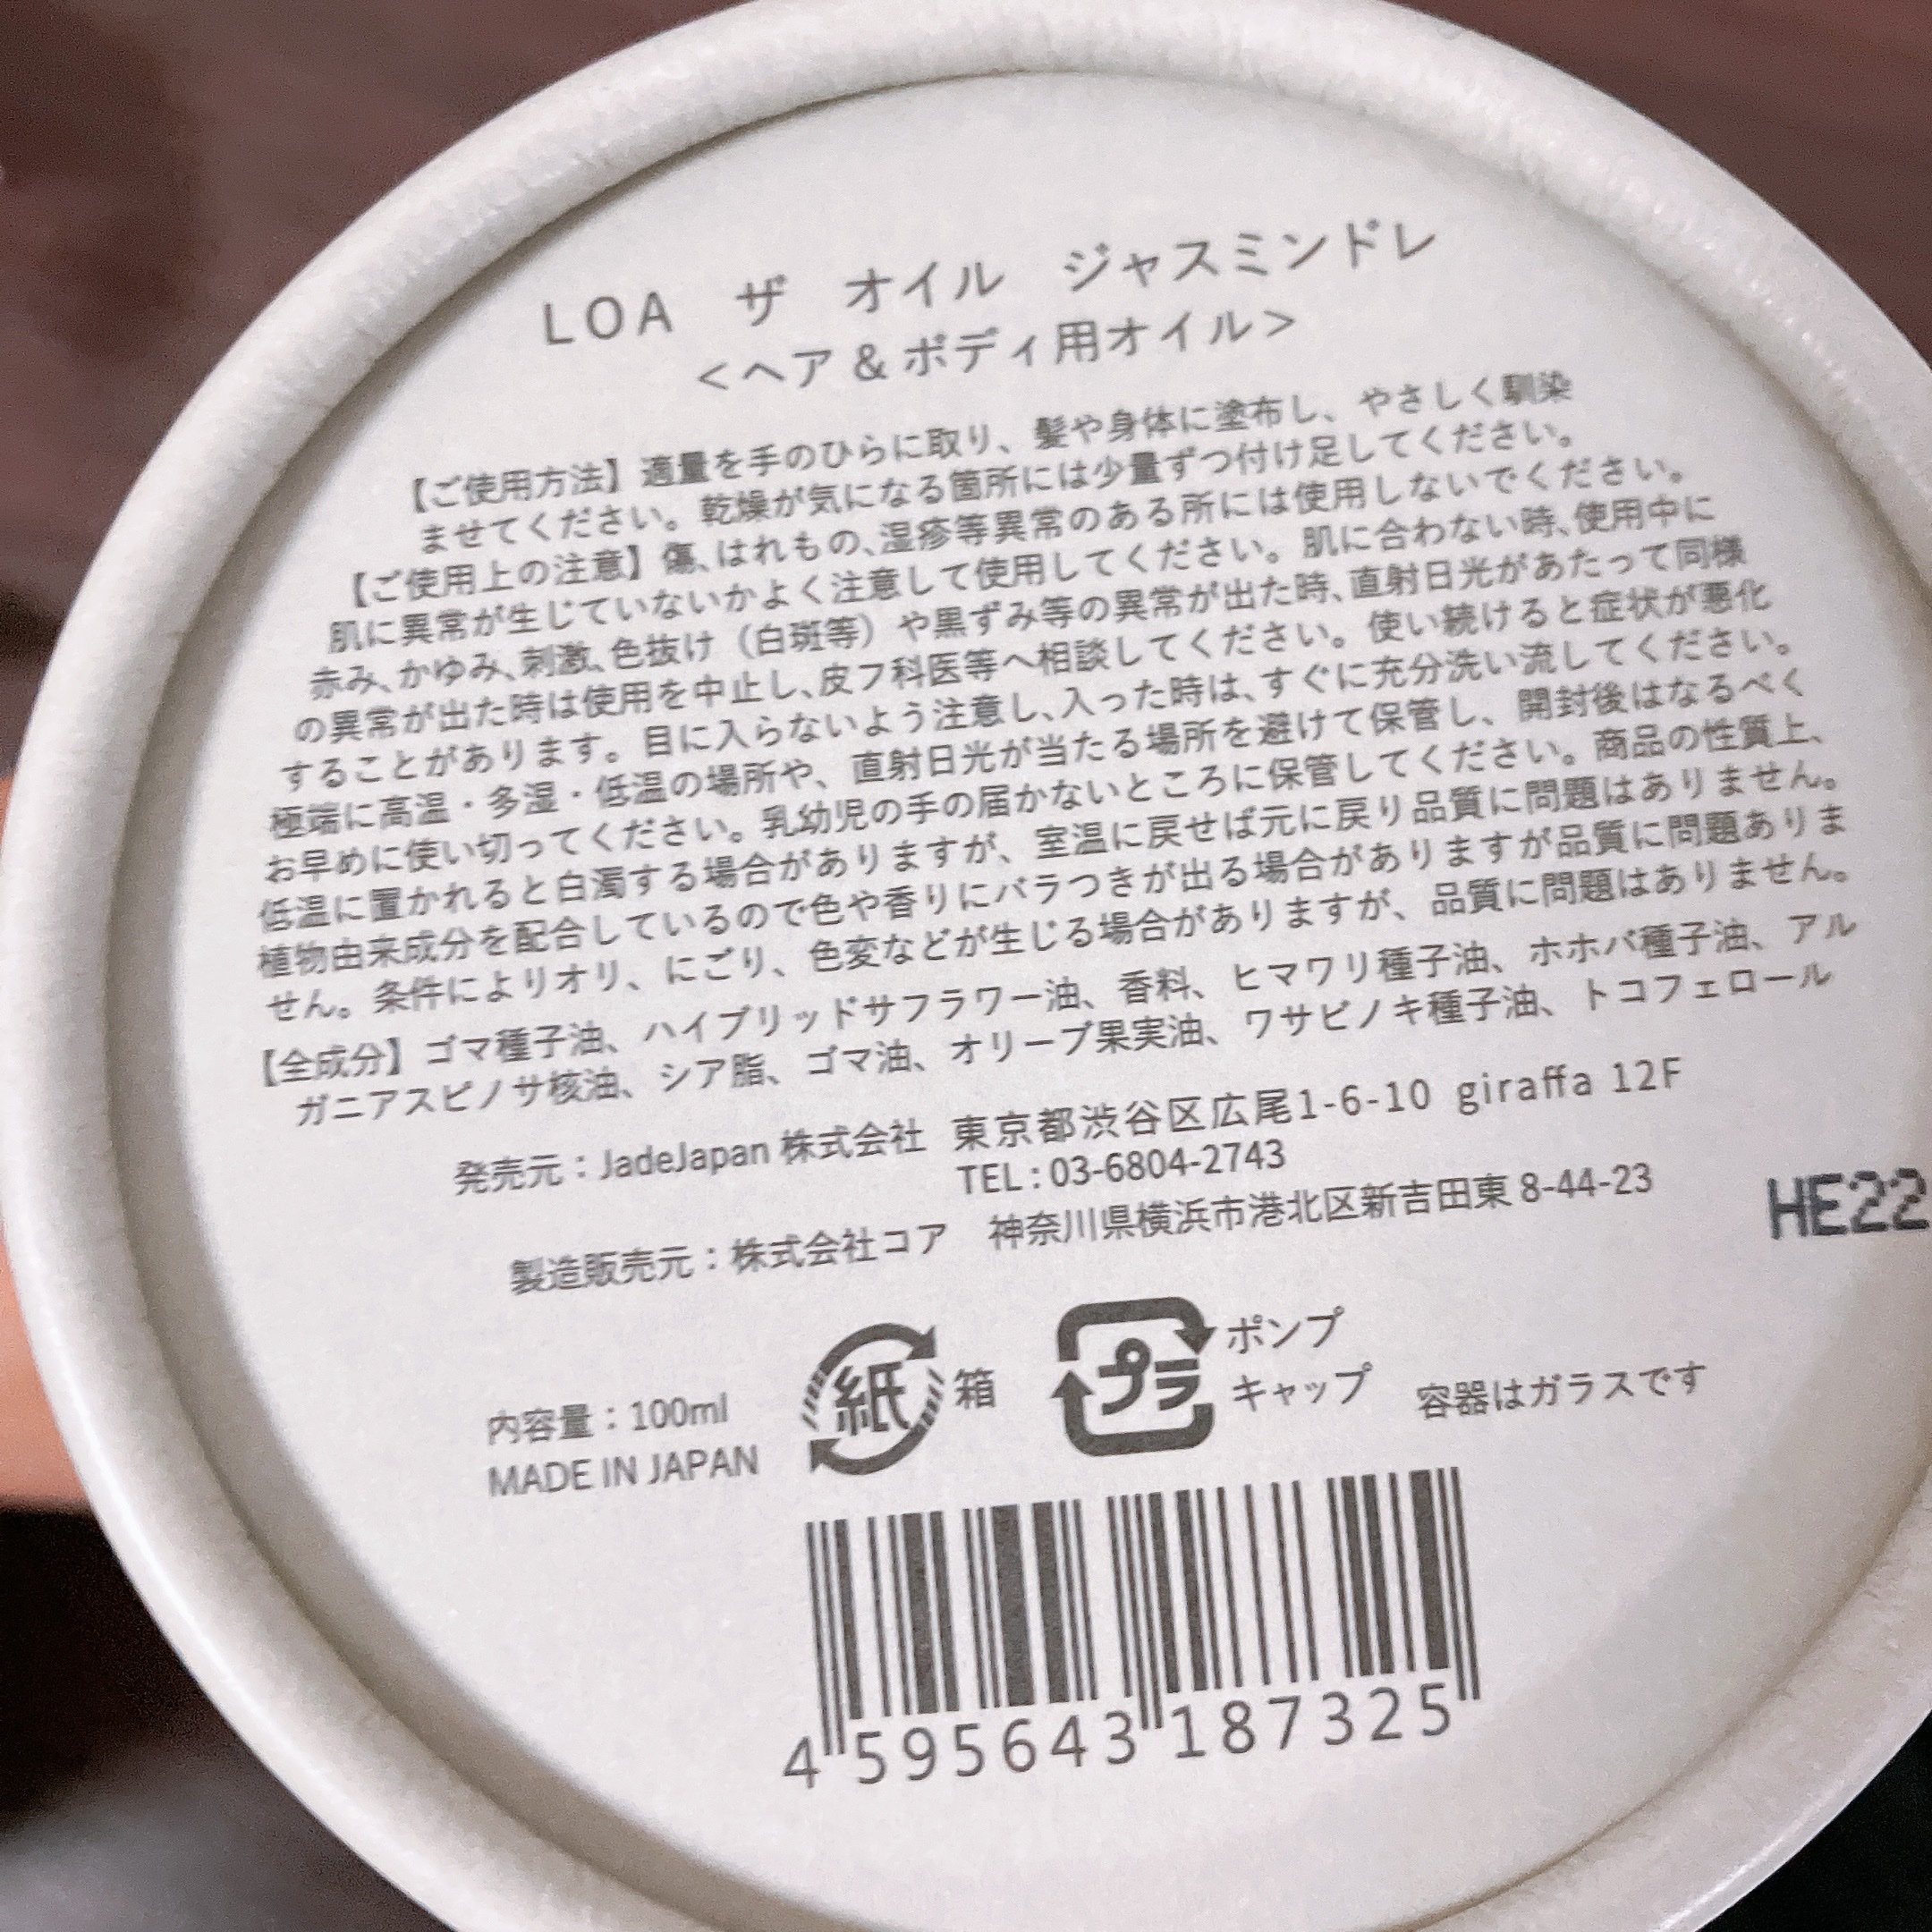 LOA ザ オイル ジャスミンドレ
＜ヘア＆ボディ用オイル＞
【ご使用方法】適量を手のひらに取り、髪や身体に塗布し、やさしく馴染
ませてください。乾燥が気になる箇所には少量ずつ付け足してください。
【ご使用上の注意】傷､はれもの､湿疹等異常のある所には使用しないでください。
肌に異常が生じていないかよく注意して使用してください。肌に合わない時､使用中に
赤み､かゆみ､刺激､色抜け（白斑等）や黒ずみ等の異常が出た時､直射日光があたって同様
の異常が出た時は使用を中止し､皮フ科医等へ相談してください。使い続けると症状が悪化
することがあります。目に入らないよう注意し､入った時は､すぐに充分洗い流してください。
極端に高温・多湿・低温の場所や、直射日光が当たる場所を避けて保管し、開封後はなるべく
お早めに使い切ってください。乳幼児の手の届かないところに保管してください。商品の性質上、
低温に置かれると白濁する場合がありますが、室温に戻せば元に戻り品質に問題はありません。
植物由来成分を配合しているので色や香りにバラつきが出る場合がありますが品質に問題ありま
せん。条件によりオリ、にごり、色変などが生じる場合がありますが、品質に問題はありません。
【全成分】ゴマ種子油、ハイブリッドサフラワー油、香料、ヒマワリ種子油、ホホバ種子油、アル
ガニアスピノサ核油、シア脂、ゴマ油、オリーブ果実油、ワサビノキ種子油、トコフェロール
発売元：JadeJapan 株式会社 東京都渋谷区広尾1-6-10 giraffa 12F
TEL : 03-6804-2743
製造販売元：株式会社コア 神奈川県横浜市港北区新吉田東 8-44-23
HE22
内容量：100ml
MADE IN JAPAN
紙 箱
プラ ポンプ
キャップ
容器はガラスです
4 595643 187325